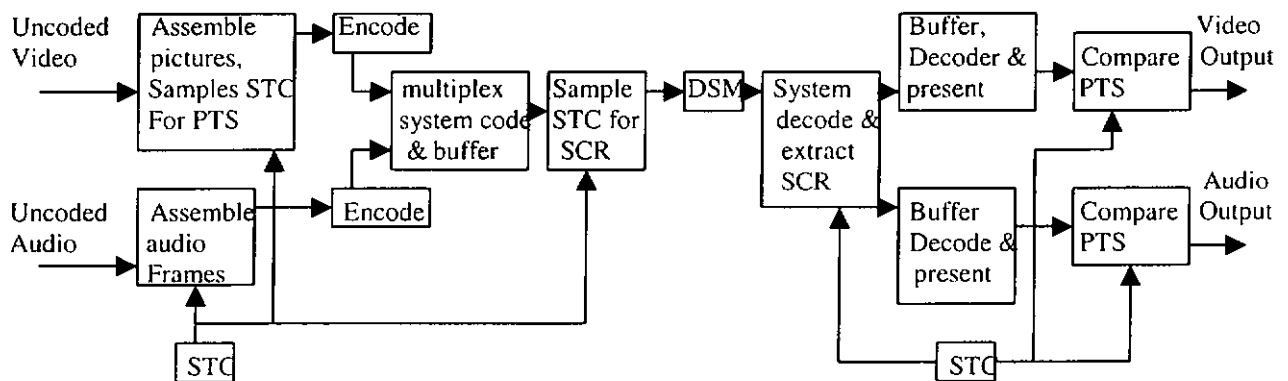 Uncoded
Video
Assemble
pictures,
Samples STC
For PTS
Encode
multiplex
system code
& buffer
Sample
STC for
SCR
DSM
System
decode &
extract
SCR
Buffer,
Decoder &
present
Compare
PTS
Video
Output
Uncoded
Audio
Assemble
audio
Frames
Encode
Buffer
Decode &
present
Compare
PTS
Audio
Output
STC
STC